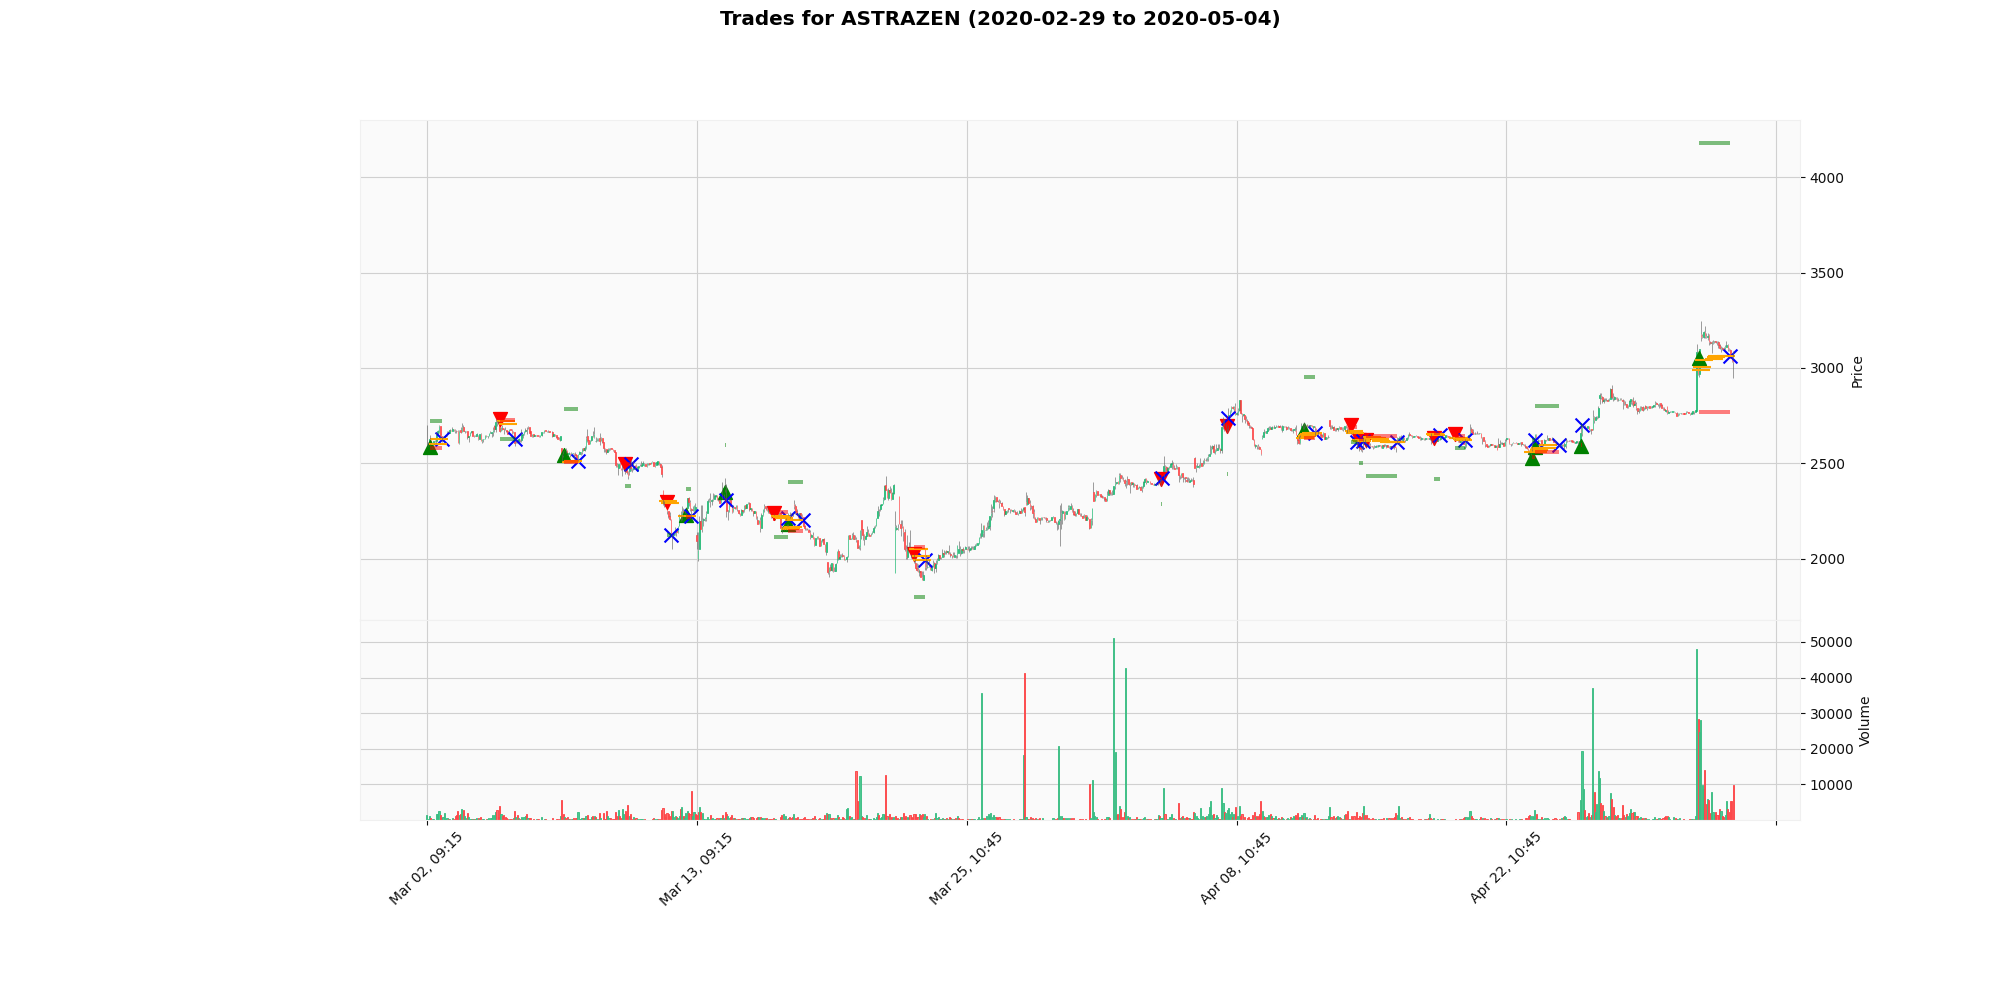 Trades for ASTRAZEN (2020-02-29 to 2020-05-04)
4000
3500
3000
2500
2000
Price
50000
40000
30000
20000
10000
Volume
Mar 02, 09:15
Mar 13, 09:15
Mar 25, 10:45
Apr 08, 10:45
Apr 22, 10:45